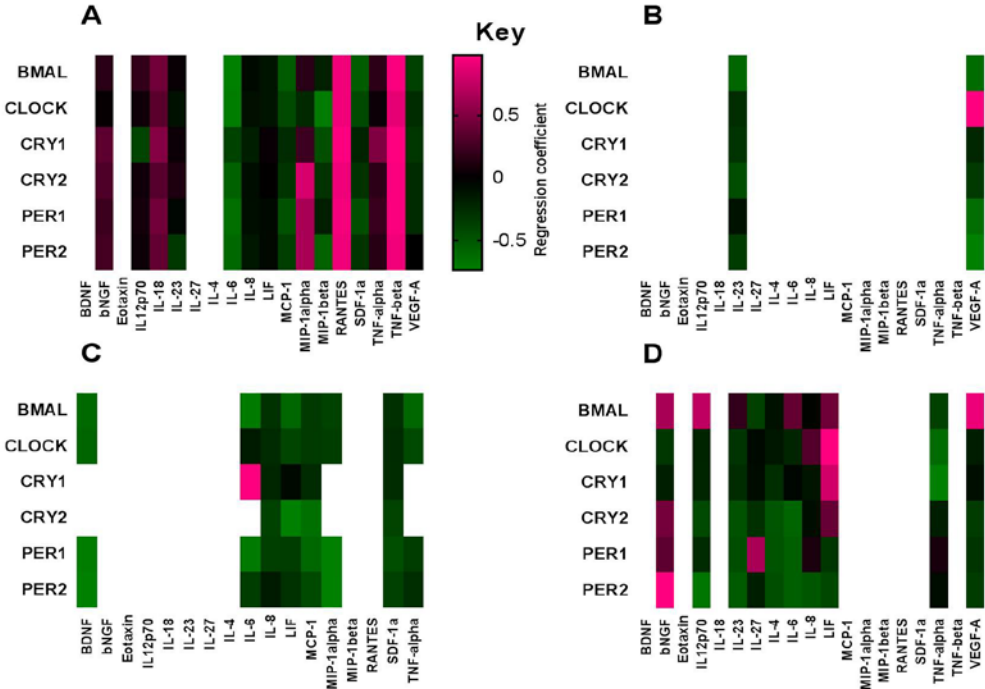 A
BMAL
CLOCK
CRY1
CRY2
PER1
PER2
BDNF
bNGF
Eotaxin
IL12p70
IL-18
IL-23
IL-27
IL-4
IL-6
IL-8
LIF
MCP-1
MIP-1alpha
MIP-1beta
RANTES
SDF-1a
TNF-alpha
TNF-beta
VEGF-A
Key
0.5
0
-0.5
Regression coefficient
B
BMAL
CLOCK
CRY1
CRY2
PER1
PER2
BDNF
bNGF
Eotaxin
IL12p70
IL-18
IL-23
IL-27
IL-4
IL-6
IL-8
LIF
MCP-1
MIP-1alpha
MIP-1beta
RANTES
SDF-1a
TNF-alpha
TNF-beta
VEGF-A
C
BMAL
CLOCK
CRY1
CRY2
PER1
PER2
BDNF
bNGF
Eotaxin
IL12p70
IL-18
IL-23
IL-27
IL-4
IL-6
IL-8
LIF
MCP-1
MIP-1alpha
MIP-1beta
RANTES
SDF-1a
TNF-alpha
D
BMAL
CLOCK
CRY1
CRY2
PER1
PER2
BDNF
bNGF
Eotaxin
IL12p70
IL-18
IL-23
IL-27
IL-4
IL-6
IL-8
LIF
MCP-1
MIP-1alpha
MIP-1beta
RANTES
SDF-1a
TNF-alpha
TNF-beta
VEGF-A